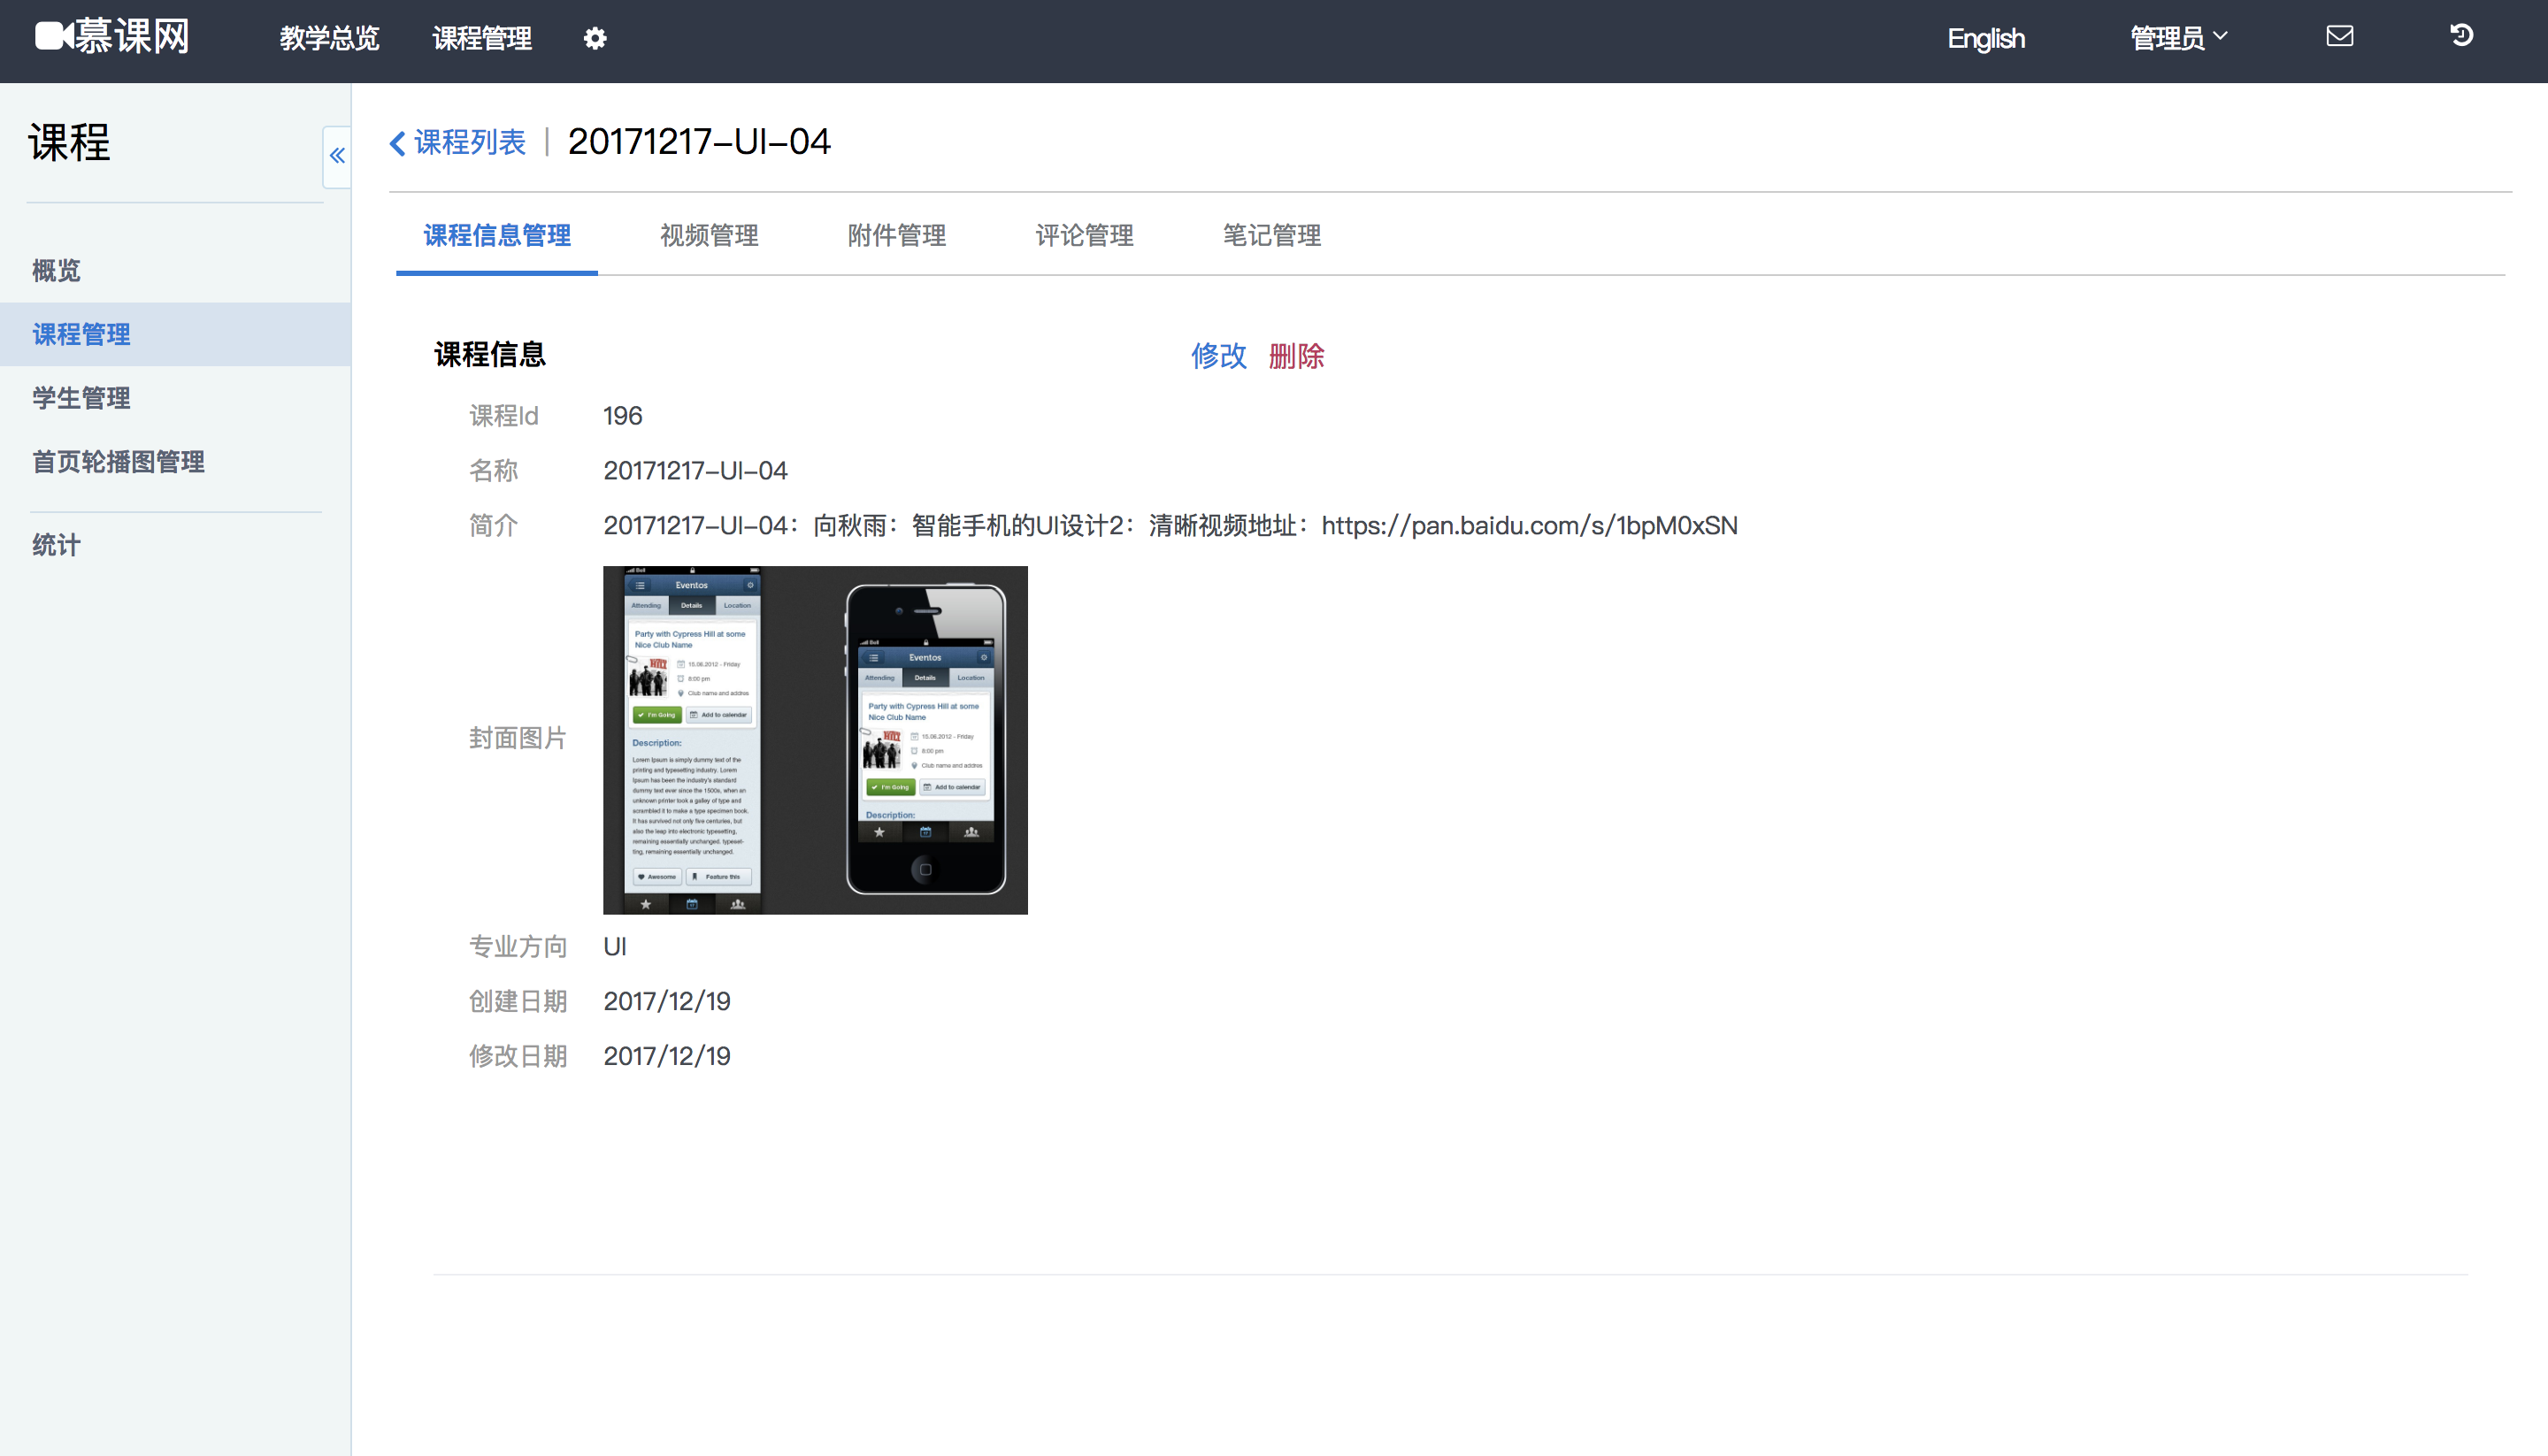 慕课网
教学总览
课程管理
English
管理员
课程
概览
课程管理
学生管理
首页轮播图管理
统计
课程列表 | 20171217-UI-04
课程信息管理
视频管理
附件管理
评论管理
笔记管理
课程信息
修改 删除
课程Id 196
名称 20171217-UI-04
简介 20171217-UI-04：向秋雨：智能手机的UI设计2：清晰视频地址：https://pan.baidu.com/s/1bpM0xSN
封面图片
Bell
Eventos
Attending Details Location
Party with Cypress Hill at some
Nice Club Name
15.08.2012 - Friday
8:00 pm
Club name and addres
I'm Going Add to calendar
Description:
Lorem Ipsum is simply dummy text of the
printing and typesetting industry. Lorem
Ipsum has been the industry's standard
dummy text ever since the 1500s, when an
unknown printer took a galley of type and
scrambled it to make a type specimen book.
It has survived not only five centuries, but
also the leap into electronic typesetting,
remaining essentially unchanged. typeset-
ting, remaining essentially unchanged.
Awesome Feature this
Bell
Eventos
Attending Details Location
Party with Cypress Hill at some
Nice Club Name
15.08.2012 - Friday
8:00 pm
Club name and addres
I'm Going Add to calendar
Description:
专业方向 UI
创建日期 2017/12/19
修改日期 2017/12/19